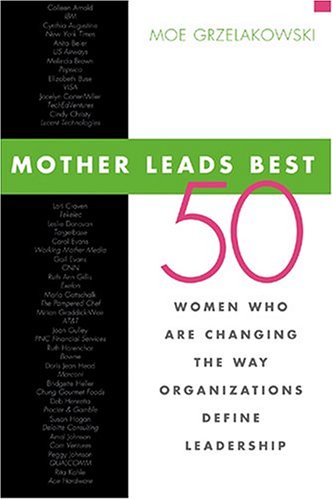 Colleen Arnold
IBM
Cynthia Augustine
New York Times
Anita Beier
US Airways
Melinda Brown
Pepsico
Elizabeth Buse
VISA
Jocelyn Carter-Miller
TechEdVentures
Cindy Christy
Lucent Technologies
MOE GRZELAKOWSKI
MOTHER LEADS BEST
50
WOMEN WHO
ARE CHANGING
THE WAY
ORGANIZATIONS
DEFINE
LEADERSHIP
Lori Craven
Tekelec
Leslie Donovan
Targetbase
Carol Evans
Working Mother Media
Gail Evans
CNN
Ruth Ann Gillis
Exelon
Marla Gottschalk
The Pampered Chef
Mirian Graddick-Weir
AT&T
Joan Gulley
PNC Financial Services
Ruth Harenchar
Bowne
Doris Jean Head
Marconi
Bridgette Heller
Chung Gourmet Foods
Deb Henretta
Procter & Gamble
Susan Hogan
Deloitte Consulting
Amal Johnson
Com Ventures
Peggy Johnson
QUALCOMM
Rita Kahle
Ace Hardware